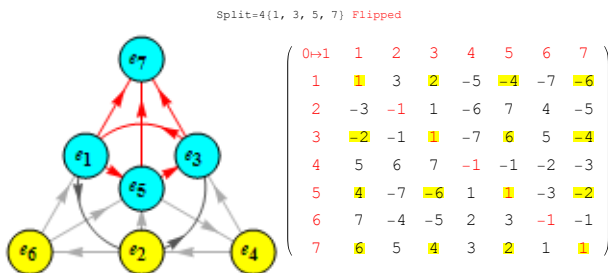 Split=4{1, 3, 5, 7} Flipped
e7
e1
e3
e5
e6
e2
e4
0↦1 1 2 3 4 5 6 7
1 1 3 2 -5 -4 -7 -6
2 -3 -1 1 -6 7 4 -5
3 -2 -1 1 -7 6 5 -4
4 5 6 7 -1 -1 -2 -3
5 4 -7 -6 1 1 -3 -2
6 7 -4 -5 2 3 -1 -1
7 6 5 4 3 2 1 1